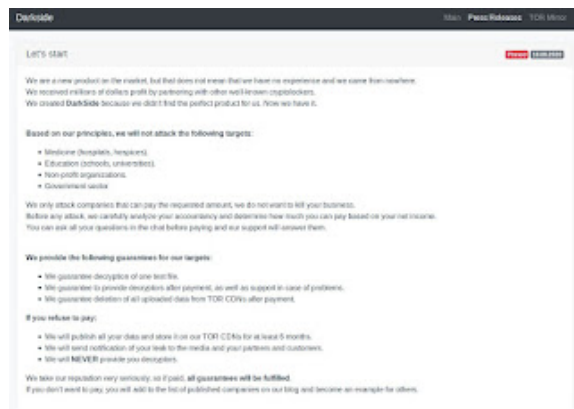 Darkside
Main Press Releases TOR Mirror
Let's start
Pinned 10.08.2020
We are a new product on the market, but that does not mean that we have no experience and we came from nowhere.
We received millions of dollars profit by partnering with other well-known cryptolockers.
We created DarkSide because we didn't find the perfect product for us. Now we have it.
Based on our principles, we will not attack the following targets:
Medicine (hospitals, hospices).
Education (schools, universities).
Non-profit organizations.
Government sector
We only attack companies that can pay the requested amount, we do not want to kill your business.
Before any attack, we carefully analyze your accountancy and determine how much you can pay based on your net income.
You can ask all your questions in the chat before paying and our support will answer them.
We provide the following guarantees for our targets:
We guarantee decryption of one test file.
We guarantee to provide decryptors after payment, as well as support in case of problems.
We guarantee deletion of all uploaded data from TOR CDNs after payment.
If you refuse to pay:
We will publish all your data and store it on our TOR CDNs for at least 6 months.
We will send notification of your leak to the media and your partners and customers.
We will NEVER provide you decryptors.
We take our reputation very seriously, so if paid, all guarantees will be fulfilled.
If you don't want to pay, you will add to the list of published companies on our blog and become an example for others.